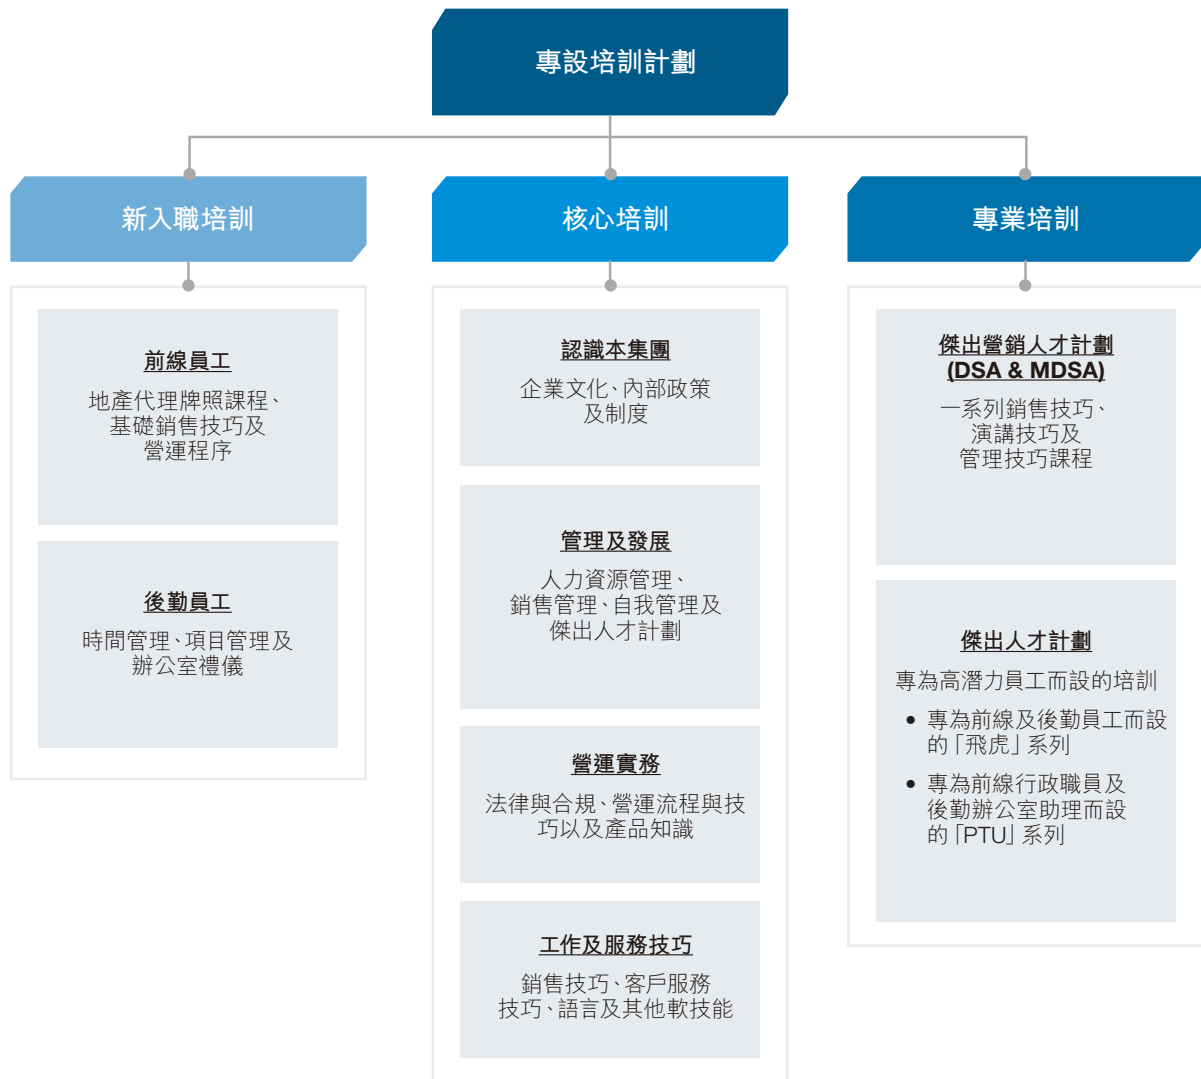 專設培訓計劃
新入職培訓
前線員工
地產代理牌照課程、
基礎銷售技巧及
營運程序
後勤員工
時間管理、項目管理及
辦公室禮儀
核心培訓
認識本集團
企業文化、內部政策
及制度
管理及發展
人力資源管理、
銷售管理、自我管理及
傑出人才計劃
營運實務
法律與合規、營運流程與技
巧以及產品知識
工作及服務技巧
銷售技巧、客戶服務
技巧、語言及其他軟技能
專業培訓
傑出營銷人才計劃
(DSA & MDSA)
一系列銷售技巧、
演講技巧及
管理技巧課程
傑出人才計劃
專為高潛力員工而設的培訓
• 專為前線及後勤員工而設
的「飛虎」系列
• 專為前線行政職員及
後勤辦公室助理而設
的「PTU」系列